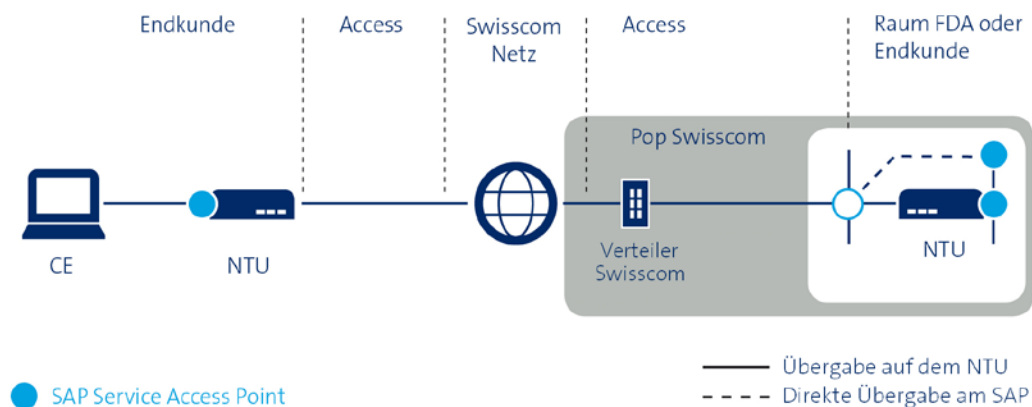 Endkunde
Access
Swisscom
Netz
Access
Raum FDA oder
Endkunde
Pop Swisscom
CE
NTU
Verteiler
Swisscom
NTU
SAP Service Access Point
Übergabe auf dem NTU
Direkte Übergabe am SAP